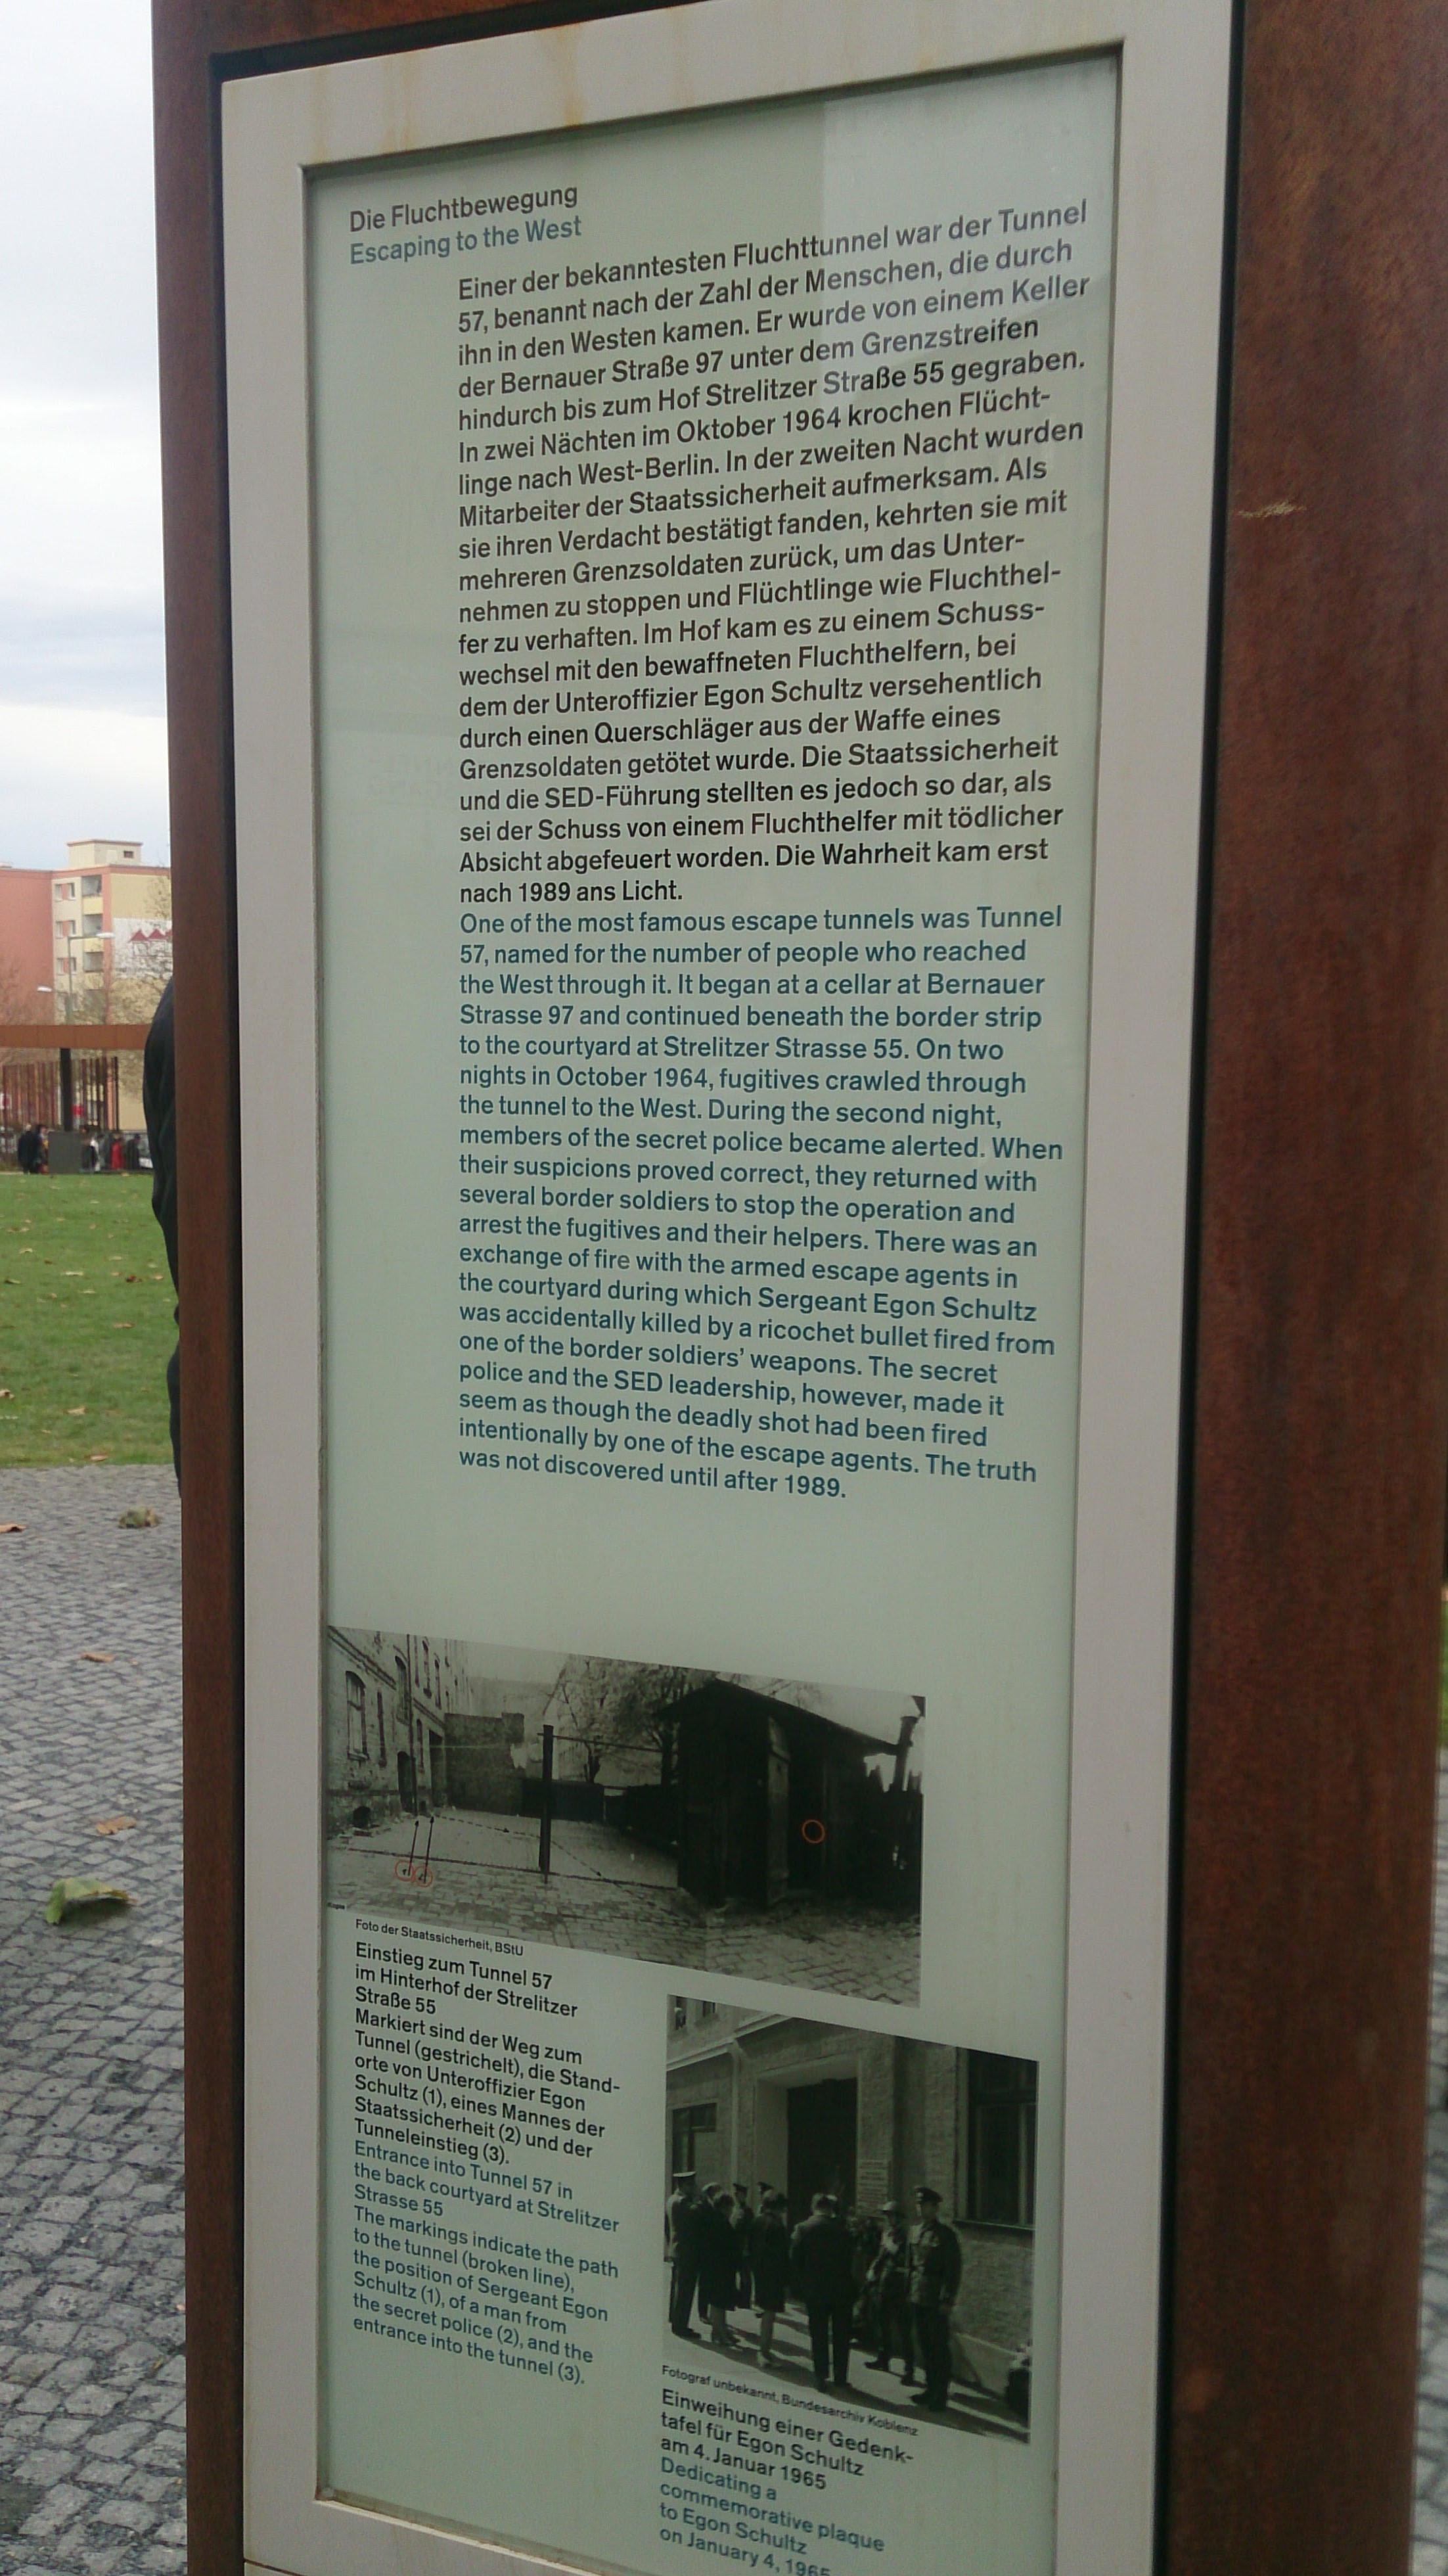 Die Fluchtbewegung
Escaping to the West
Einer der bekanntesten Fluchttunnel war der Tunnel
57, benannt nach der Zahl der Menschen, die durch
ihn in den Westen kamen. Er wurde von einem Keller
der Bernauer Straße 97 unter dem Grenzstreifen
hindurch bis zum Hof Strelitzer Straße 55 gegraben.
In zwei Nächten im Oktober 1964 krochen Flücht-
linge nach West-Berlin. In der zweiten Nacht wurden
Mitarbeiter der Staatssicherheit aufmerksam. Als
sie ihren Verdacht bestätigt fanden, kehrten sie mit
mehreren Grenzsoldaten zurück, um das Unter-
nehmen zu stoppen und Flüchtlinge wie Fluchthel-
fer zu verhaften. Im Hof kam es zu einem Schuss-
wechsel mit den bewaffneten Fluchthelfern, bei
dem der Unteroffizier Egon Schultz versehentlich
durch einen Querschläger aus der Waffe eines
Grenzsoldaten getötet wurde. Die Staatssicherheit
und die SED-Führung stellten es jedoch so dar, als
sei der Schuss von einem Fluchthelfer mit tödlicher
Absicht abgefeuert worden. Die Wahrheit kam erst
nach 1989 ans Licht.
One of the most famous escape tunnels was Tunnel
57, named for the number of people who reached
the West through it. It began at a cellar at Bernauer
Strasse 97 and continued beneath the border strip
to the courtyard at Strelitzer Strasse 55. On two
nights in October 1964, fugitives crawled through
the tunnel to the West. During the second night,
members of the secret police became alerted. When
their suspicions proved correct, they returned with
several border soldiers to stop the operation and
arrest the fugitives and their helpers. There was an
exchange of fire with the armed escape agents in
the courtyard during which Sergeant Egon Schultz
was accidentally killed by a ricochet bullet fired from
one of the border soldiers' weapons. The secret
police and the SED leadership, however, made it
seem as though the deadly shot had been fired
intentionally by one of the escape agents. The truth
was not discovered until after 1989.
Foto der Staatssicherheit, BStU
Einstieg zum Tunnel 57
im Hinterhof der Strelitzer
Straße 55
Markiert sind der Weg zum
Tunnel (gestrichelt), die Stand-
orte von Unteroffizier Egon
Schultz (1), eines Mannes der
Staatssicherheit (2) und der
Tunneleinstieg (3).
Entrance into Tunnel 57 in
the back courtyard at Strelitzer
Strasse 55
The markings indicate the path
to the tunnel (broken line),
the position of Sergeant Egon
Schultz (1), of a man from
the secret police (2), and the
entrance into the tunnel (3).
Fotograf unbekannt, Bundesarchiv Koblenz
Einweihung einer Gedenk-
tafel für Egon Schultz
am 4. Januar 1965
Dedicating a
commemorative plaque
to Egon Schultz
on January 4, 1965